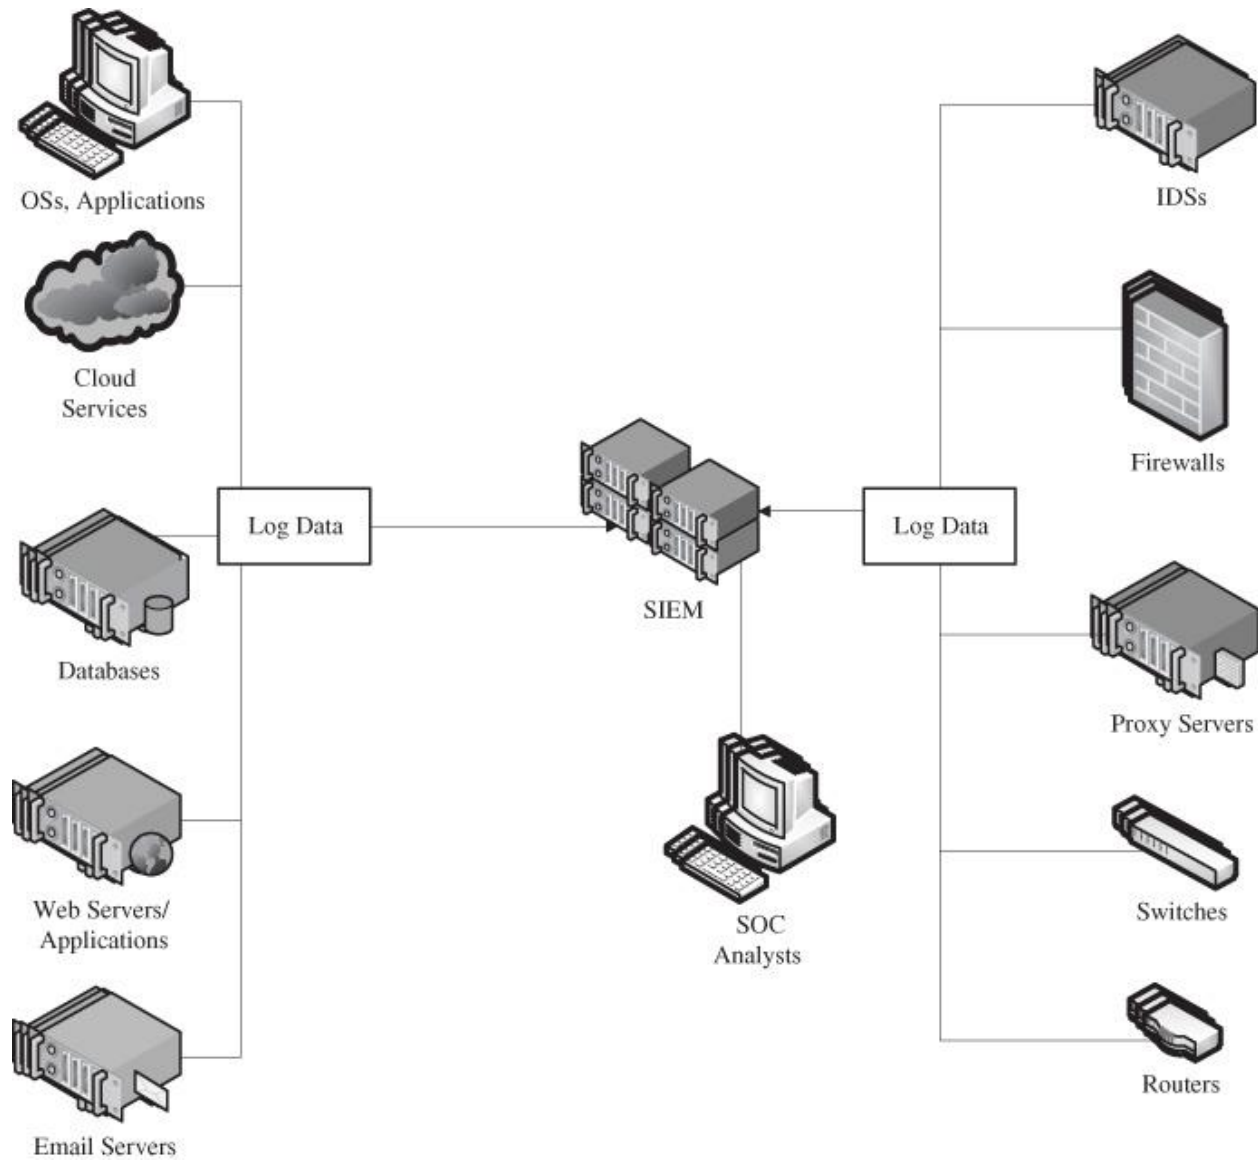 OSs, Applications
Cloud
Services
Log Data
Databases
Web Servers/
Applications
Email Servers
SIEM
SOC
Analysts
Log Data
IDSs
Firewalls
Proxy Servers
Switches
Routers